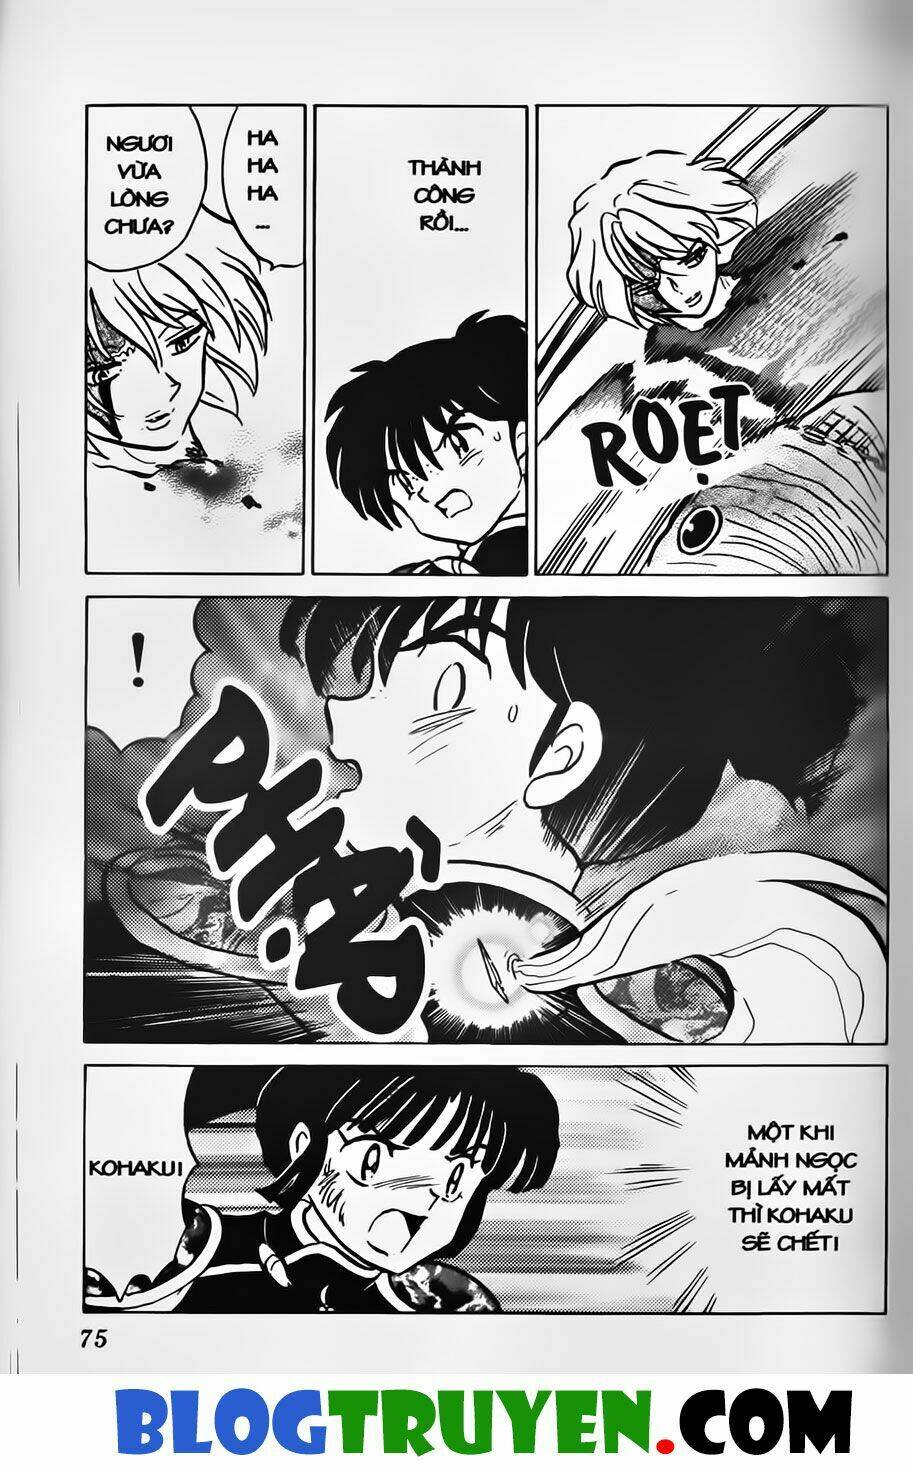 ROẸT
THÀNH
CÔNG
RỒI...
HA
HA
HA
...
NGƯƠI
VỪA
LÒNG
CHƯA?
!
PHẬP
MỘT KHI
MẢNH NGỌC
BỊ LẤY MẤT
THÌ KOHAKU
SẼ CHẾT!
KOHAKU!
75
BLOGTRUYEN.COM